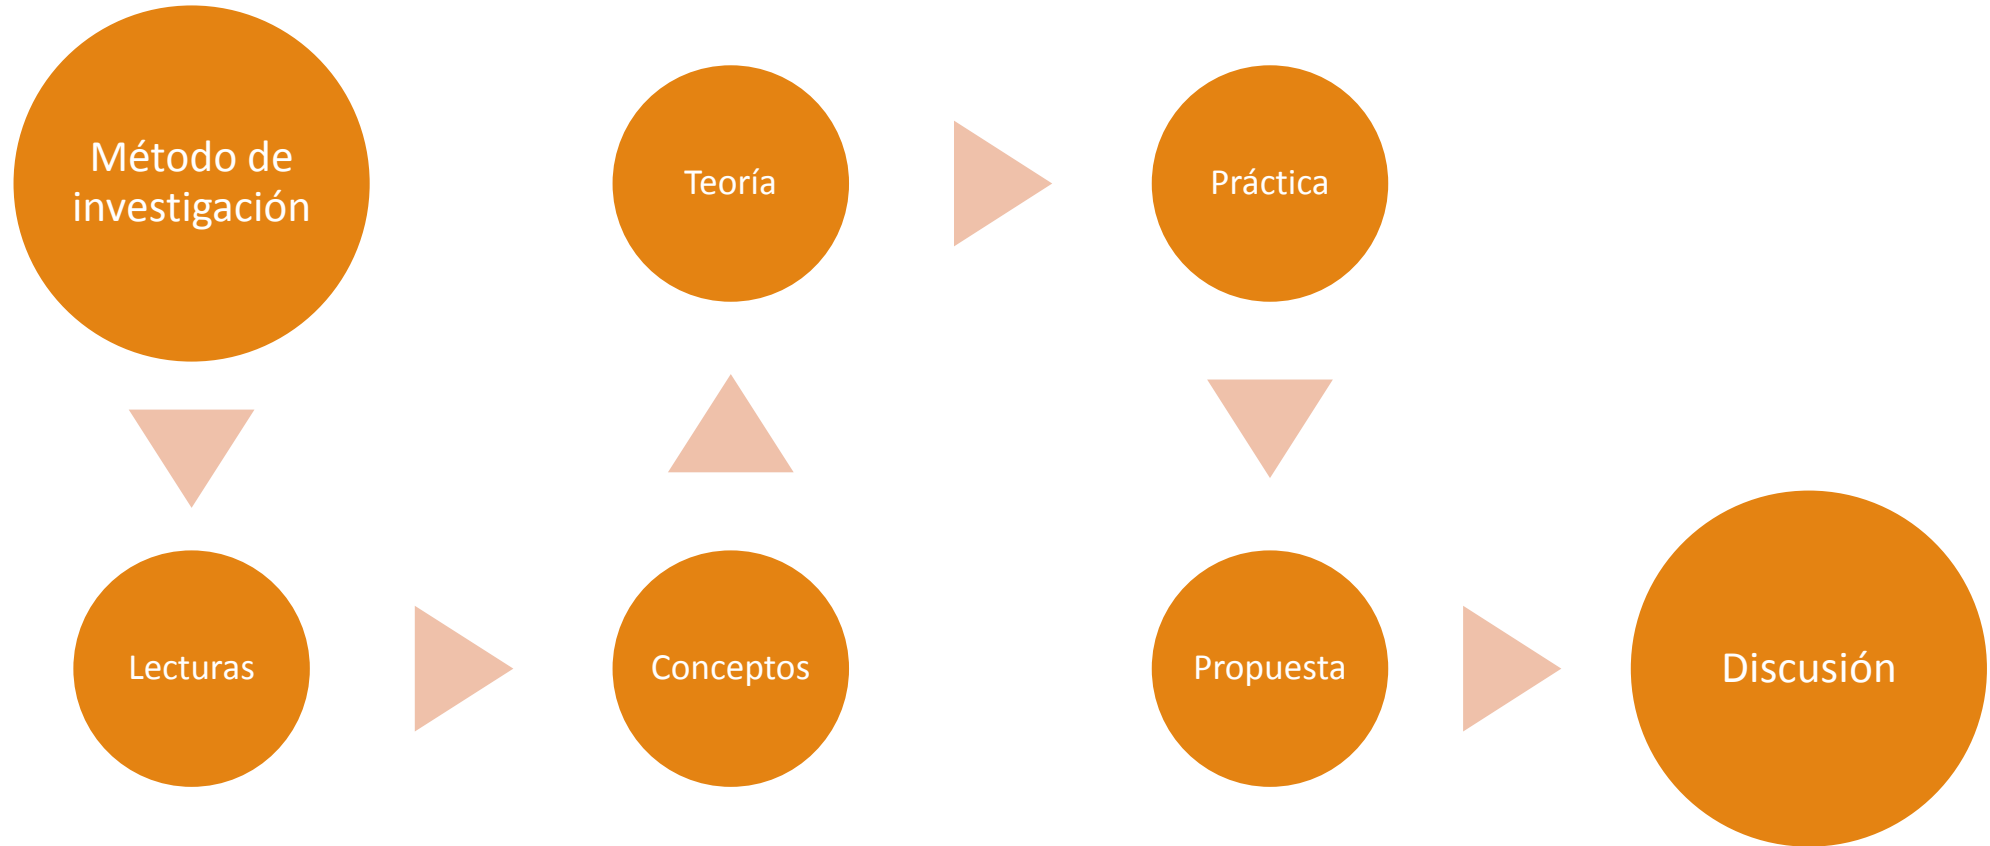 Método de
investigación
Lecturas
Conceptos
Teoría
Práctica
Propuesta
Discusión